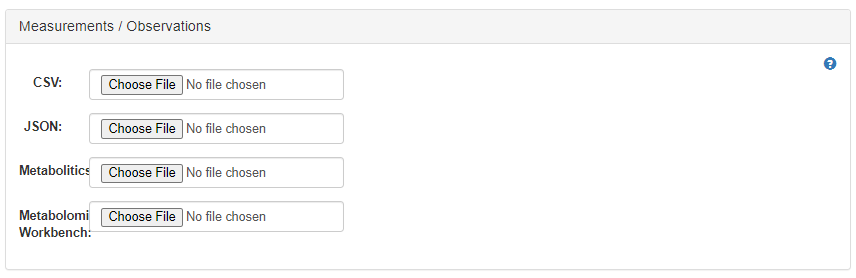 Measurements / Observations
CSV: Choose File No file chosen
JSON: Choose File No file chosen
Metabolitics Choose File No file chosen
Metabolomi Choose File No file chosen
Workbench: